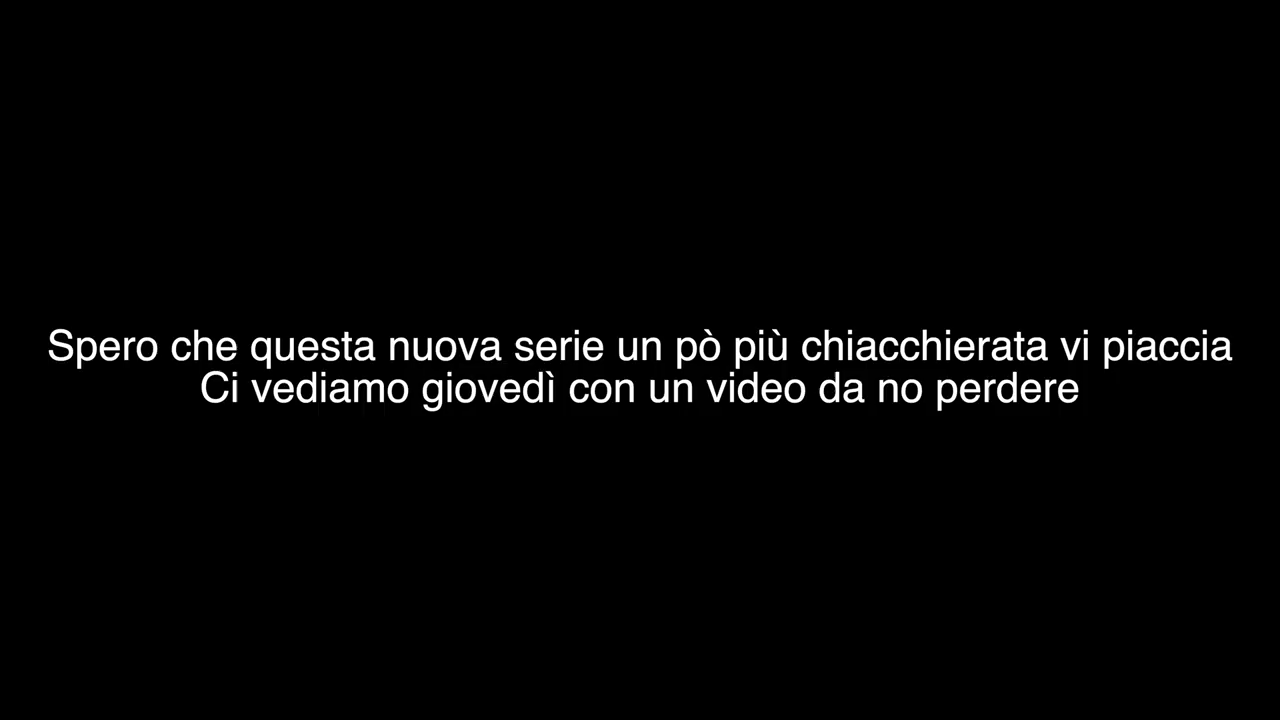 Spero che questa nuova serie un pò più chiacchierata vi piaccia
Ci vediamo giovedì con un video da no perdere